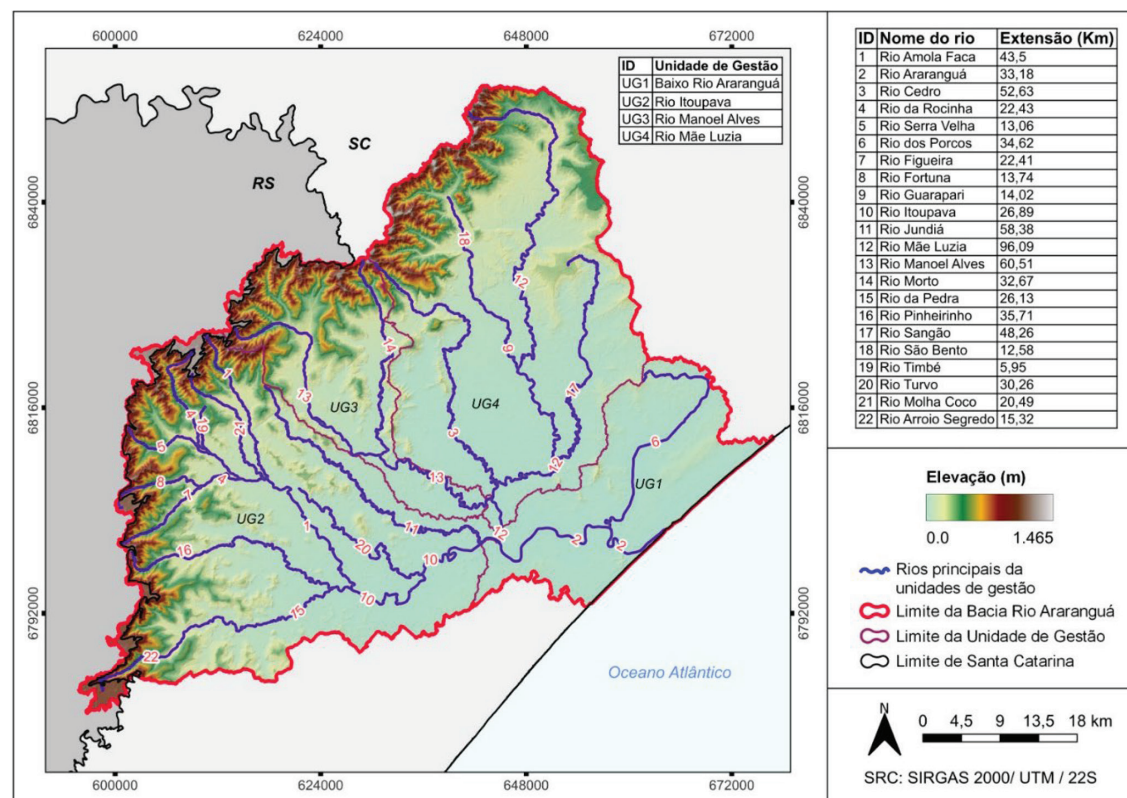 600000 624000 648000 672000
ID Unidade de Gestão
UG1 Baixo Rio Araranguá
UG2 Rio Itoupava
UG3 Rio Manoel Alves
UG4 Rio Mãe Luzia
SC
RS
6840000
6840000
6816000
6816000
6792000
6792000
18
12
14
9
1
13
17
4
19
21
UG3
UG4
3
6
5
8
7
4
13
12
UG1
UG2
1
20
11
12
2
2
16
10
10
15
22
Oceano Atlântico
600000 624000 648000 672000
ID Nome do rio Extensão (Km)
1 Rio Amola Faca 43,5
2 Rio Araranguá 33,18
3 Rio Cedro 52,63
4 Rio da Rocinha 22,43
5 Rio Serra Velha 13,06
6 Rio dos Porcos 34,62
7 Rio Figueira 22,41
8 Rio Fortuna 13,74
9 Rio Guarapari 14,02
10 Rio Itoupava 26,89
11 Rio Jundiá 58,38
12 Rio Mãe Luzia 96,09
13 Rio Manoel Alves 60,51
14 Rio Morto 32,67
15 Rio da Pedra 26,13
16 Rio Pinheirinho 35,71
17 Rio Sangão 48,26
18 Rio São Bento 12,58
19 Rio Timbé 5,95
20 Rio Turvo 30,26
21 Rio Molha Coco 20,49
22 Rio Arroio Segredo 15,32
Elevação (m)
0.0 1.465
Rios principais da
unidades de gestão
Limite da Bacia Rio Araranguá
Limite da Unidade de Gestão
Limite de Santa Catarina
N
0 4,5 9 13,5 18 km
SRC: SIRGAS 2000/ UTM / 22S